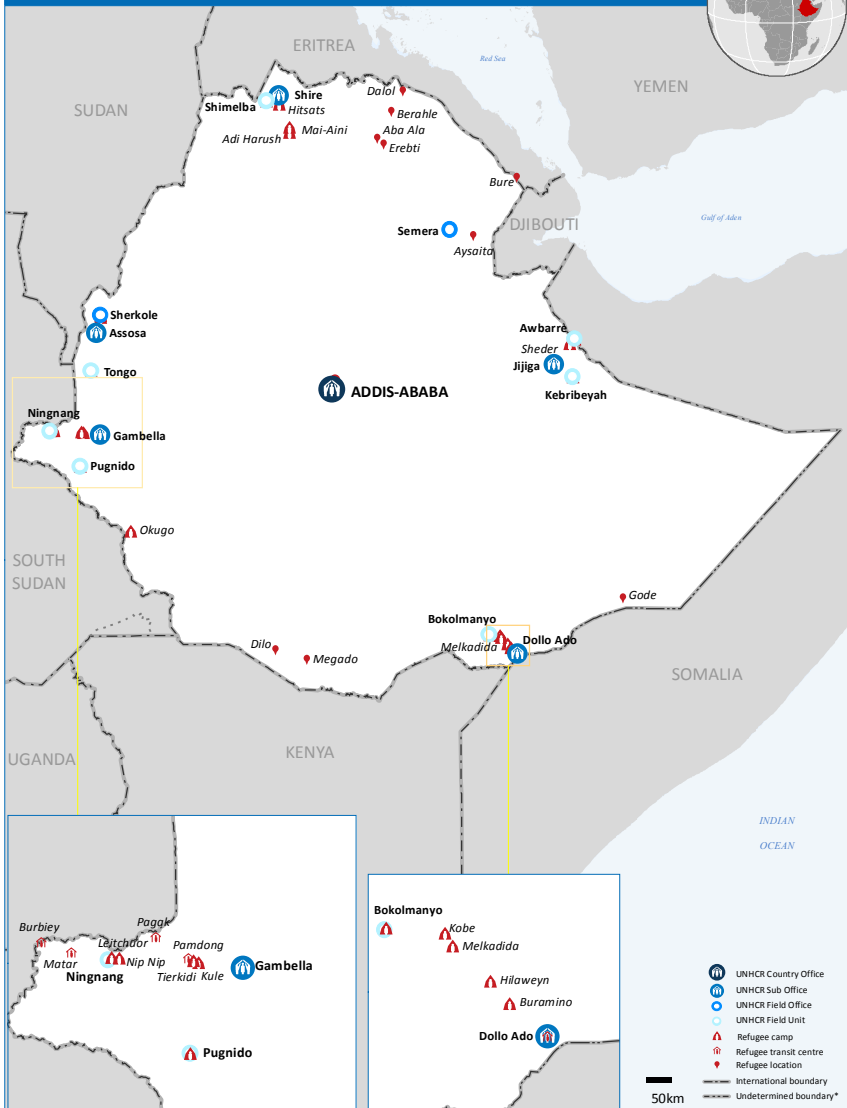 ERITREA
Red Sea
YEMEN
SUDAN
Dalol
Shire
Shimelba
Hitsats
Berahle
Aba Ala
Mai-Aini
Adi Harush
Erebti
Bure
Gulf of Aden
DJIBOUTI
Semera
Aysaita
Sherkole
Awbarre
Assosa
Sheder
Jijiga
Tongo
ADDIS-ABABA
Kebribeyah
Ningnang
Gambella
Pugnido
Okugo
SOUTH
SUDAN
Gode
Bokolmanyo
Dollo Ado
Dilo
Melkadida
Megado
SOMALIA
UGANDA
KENYA
INDIAN
OCEAN
Burbiey
Pagak
Leitchuor
Pamdong
Matar
Nip Nip
Gambella
Ningnang
Tierkidi
Kule
Pugnido
Bokolmanyo
Kobe
Melkadida
Hilaweyn
Buramino
Dollo Ado
UNHCR Country Office
UNHCR Sub Office
UNHCR Field Office
UNHCR Field Unit
Refugee camp
Refugee transit centre
Refugee location
International boundary
Undetermined boundary*
50km